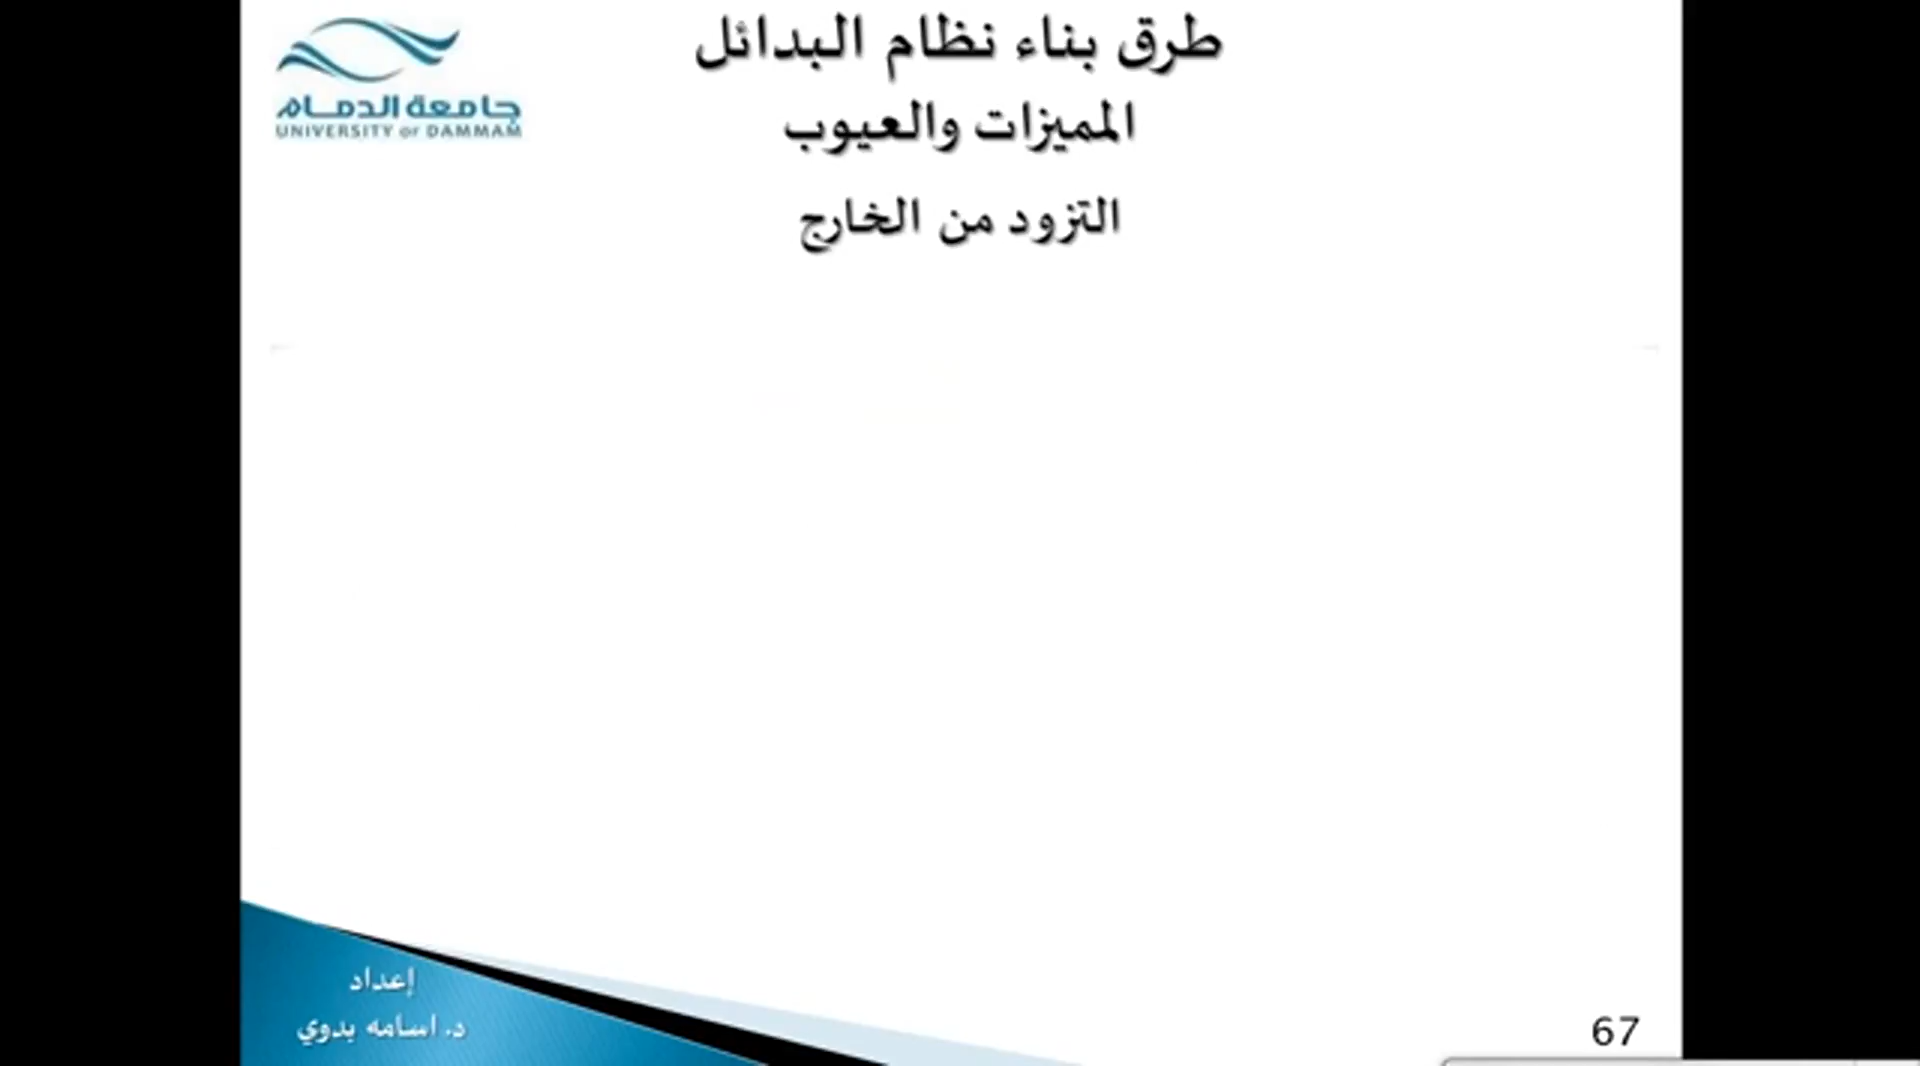 طرق بناء نظام البدائل
المميزات والعيوب
التزود من الخارج
جامعة الدمام
UNIVERSITY OF DAMMAM
إعداد
د. اسامه بدوي
67